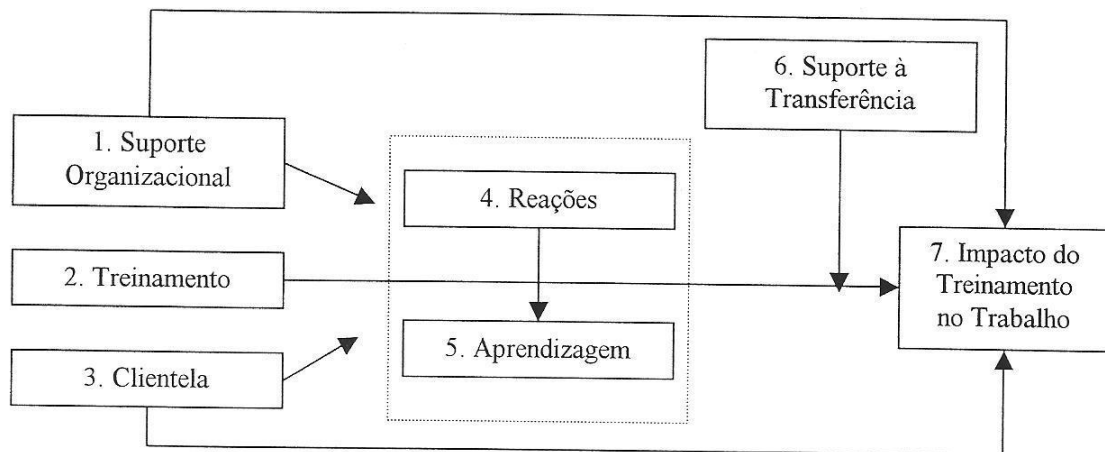 6. Suporte à
Transferência
1. Suporte
Organizacional
4. Reações
2. Treinamento
7. Impacto do
Treinamento
no Trabalho
5. Aprendizagem
3. Clientela